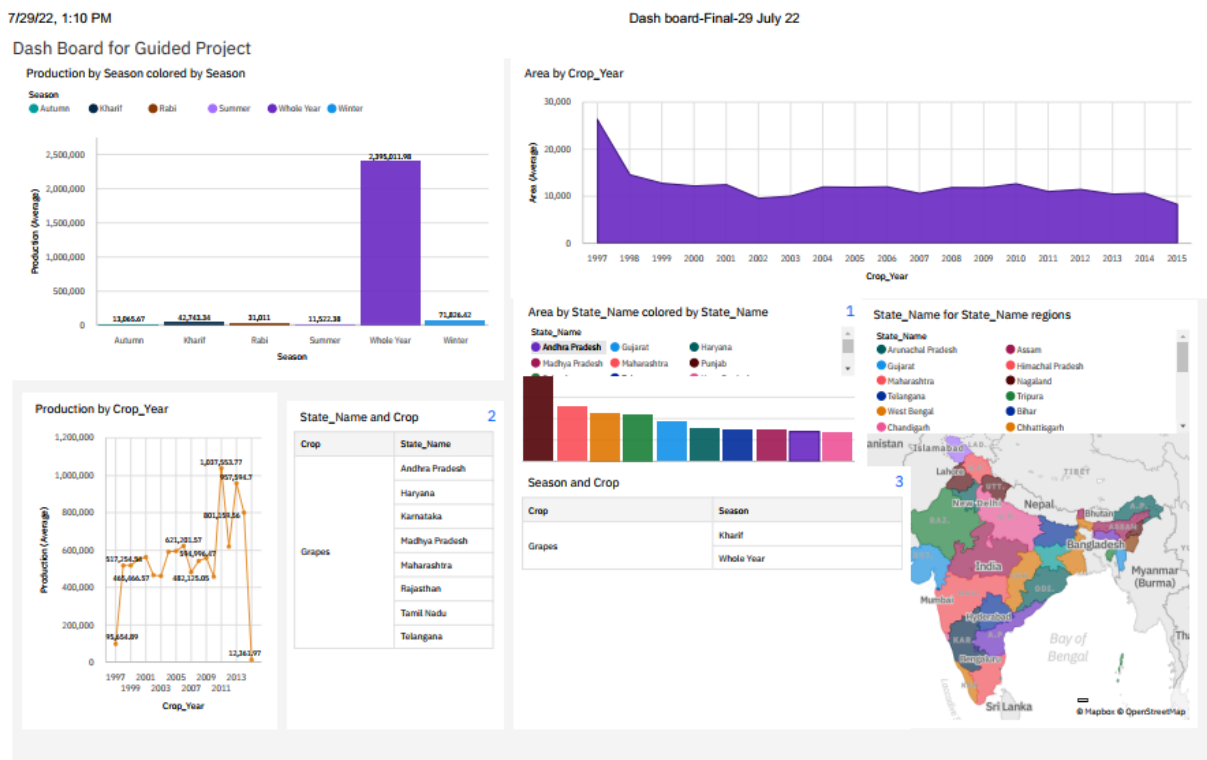 7/29/22, 1:10 PM
Dash board-Final-29 July 22
Dash Board for Guided Project
Production by Season colored by Season
Season
Autumn Kharif Rabi Summer Whole Year Winter
Production (Average)
2,500,000
2,000,000
1,500,000
1,000,000
500,000
0
13,065.67
42,743.34
31,011
11,522.38
2,395,011.98
71,826.42
Autumn Kharif Rabi Summer Whole Year Winter
Season
Area by Crop_Year
Area (Average)
30,000
20,000
10,000
0
1997 1998 1999 2000 2001 2002 2003 2004 2005 2006 2007 2008 2009 2010 2011 2012 2013 2014 2015
Crop_Year
Production by Crop_Year
Production (Average)
1,200,000
1,000,000
800,000
600,000
400,000
200,000
0
1,037,553.77
957,594.7
801,159.56
621,201.57
594,996.47
517,254.54
465,466.57
482,125.05
95,654.09
12,361.97
1997 2001 2005 2009 2013
1999 2003 2007 2011
Crop_Year
State_Name and Crop 2
Crop State_Name
Grapes
Andhra Pradesh
Haryana
Karnataka
Madhya Pradesh
Maharashtra
Rajasthan
Tamil Nadu
Telangana
Area by State_Name colored by State_Name 1
State_Name
Andhra Pradesh Gujarat Haryana
Madhya Pradesh Maharashtra Punjab
Season and Crop 3
Crop Season
Grapes
Kharif
Whole Year
State_Name for State_Name regions
State_Name
Arunachal Pradesh Assam
Gujarat Himachal Pradesh
Maharashtra Nagaland
Telangana Tripura
West Bengal Bihar
Chandigarh Chhattisgarh
anistan
Islamabad
LAD.
Lahore
TIBET
UTT.
New Delhi
Nepal
RAJ.
Bhutan
A.P.
ASSAM
Bangladesh
India
Myanmar
(Burma)
ODI.
Mumbai
Hyderabad
A.P.
KAR.
Bay of
Bengal
Bengaluru
Sri Lanka
© Mapbox © OpenStreetMap